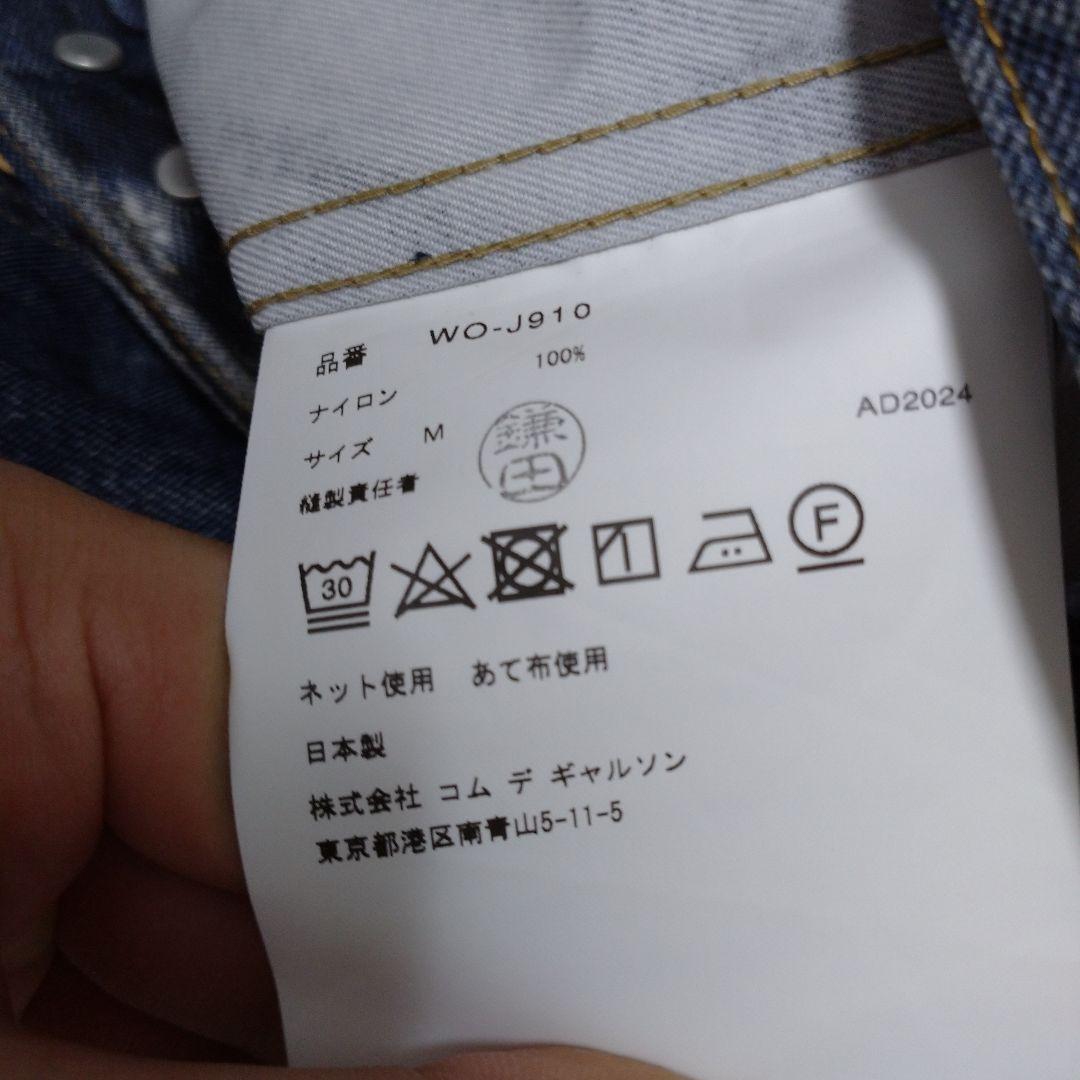 品番 WO-J910
ナイロン 100%
サイズ M AD2024
縫製責任者 鎌田
30 F
ネット使用 あて布使用
日本製
株式会社 コム デ ギャルソン
東京都港区南青山5-11-5